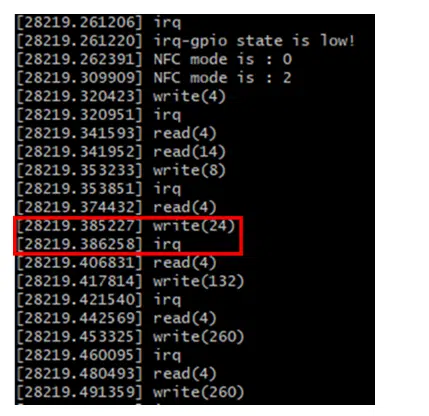 [28219.261206] irq
[28219.261220] irq-gpio state is low!
[28219.262391] NFC mode is : 0
[28219.309909] NFC mode is : 2
[28219.320423] write(4)
[28219.320951] irq
[28219.341593] read(4)
[28219.341952] read(14)
[28219.353233] write(8)
[28219.353851] irq
[28219.374432] read(4)
[28219.385227] write(24)
[28219.386258] irq
[28219.406831] read(4)
[28219.417814] write(132)
[28219.421540] irq
[28219.442569] read(4)
[28219.453325] write(260)
[28219.460095] irq
[28219.480493] read(4)
[28219.491359] write(260)